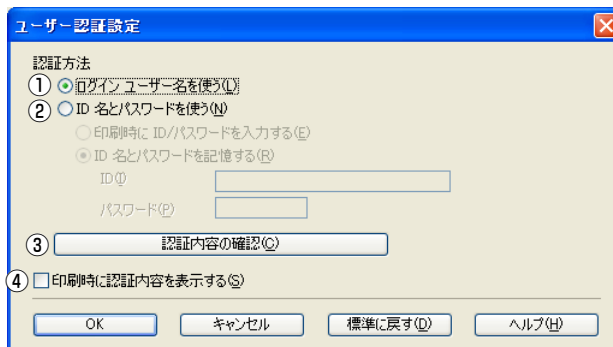 ユーザー認証設定
認証方法
① ログイン ユーザー名を使う(L)
② ID 名とパスワードを使う(N)
印刷時に ID/パスワードを入力する(E)
ID 名とパスワードを記憶する(R)
ID(I)
パスワード(P)
③ 認証内容の確認(C)
④ 印刷時に認証内容を表示する(S)
OK キャンセル 標準に戻す(D) ヘルプ(H)